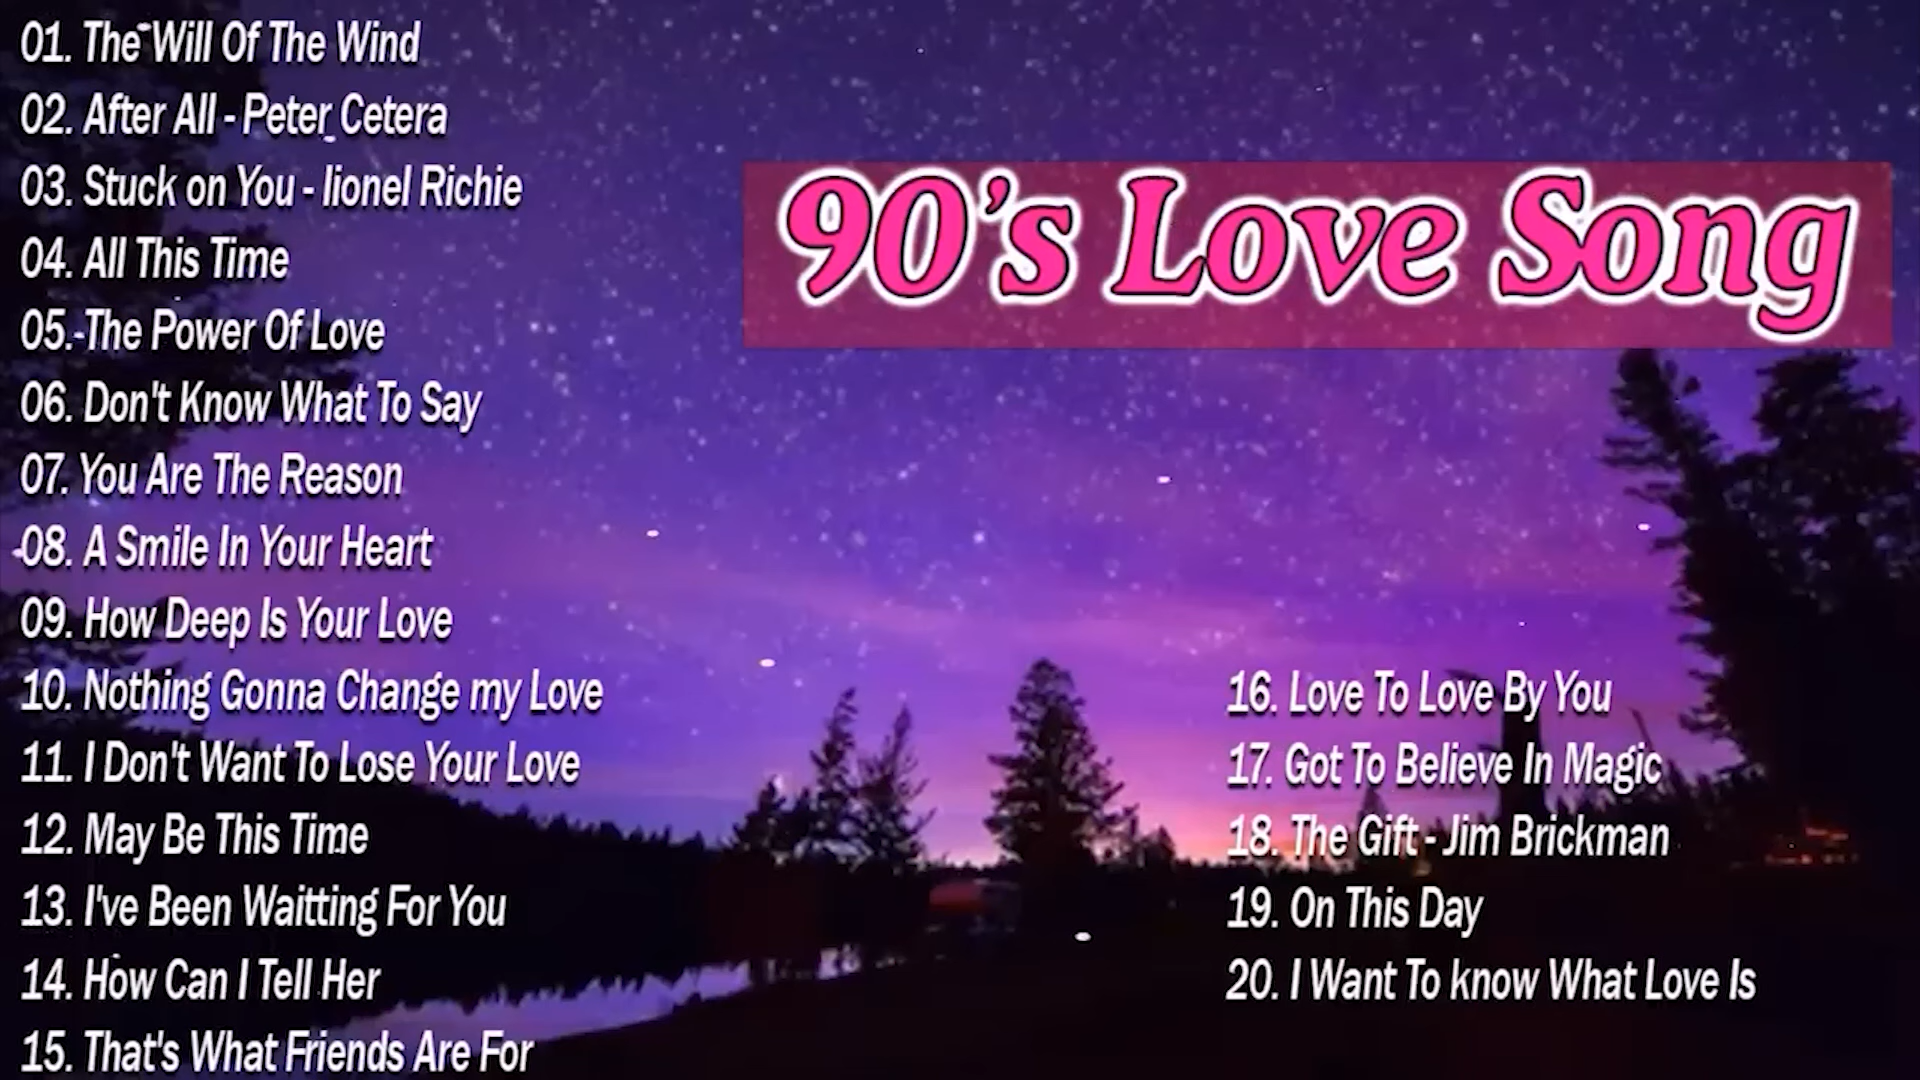 01. The Will Of The Wind
02. After All - Peter Cetera
03. Stuck on You - lionel Richie
04. All This Time
05. The Power Of Love
06. Don't Know What To Say
07. You Are The Reason
08. A Smile In Your Heart
09. How Deep Is Your Love
10. Nothing Gonna Change my Love
11. I Don't Want To Lose Your Love
12. May Be This Time
13. I've Been Waitting For You
14. How Can I Tell Her
15. That's What Friends Are For
90's Love Song
16. Love To Love By You
17. Got To Believe In Magic
18. The Gift - Jim Brickman
19. On This Day
20. I Want To know What Love Is